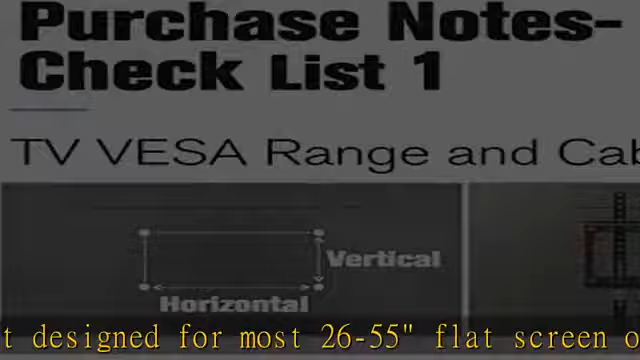 Purchase Notes-
Check List 1
TV VESA Range and Cab
Vertical
Horizontal
t designed for most 26-55" flat screen o